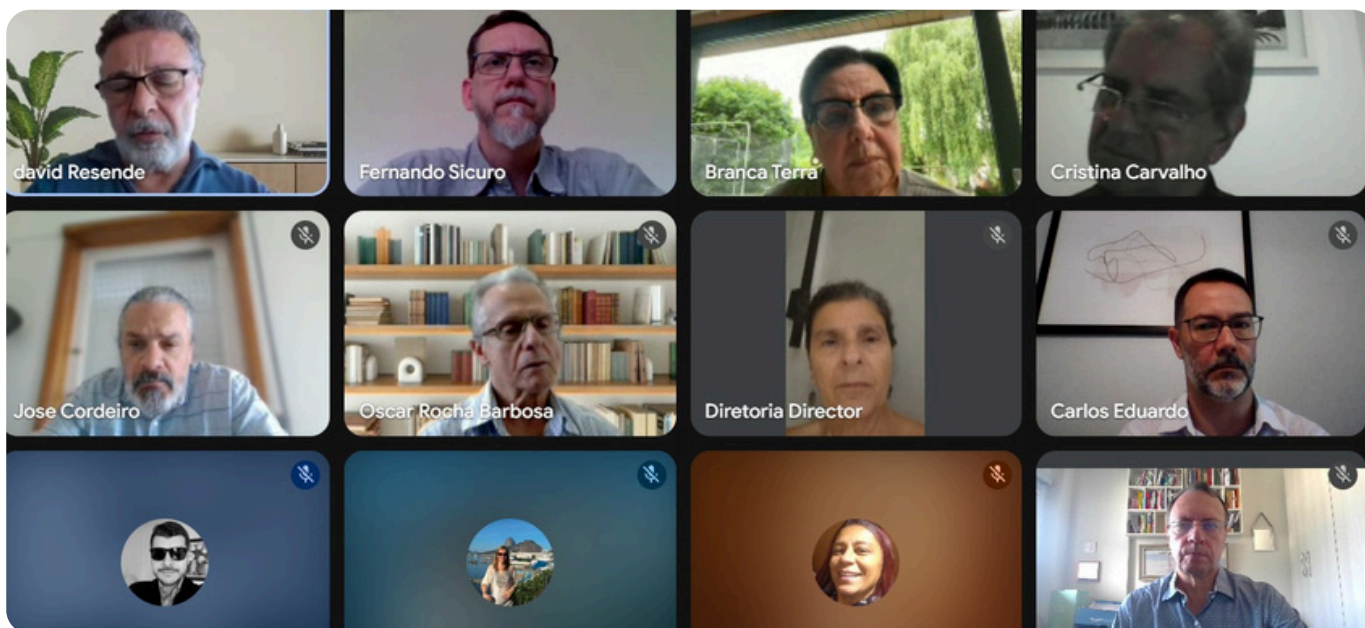 david Resende
Fernando Sicuro
Branca Terra
Cristina Carvalho
Jose Cordeiro
Oscar Rocha Barbosa
Diretoria Director
Carlos Eduardo